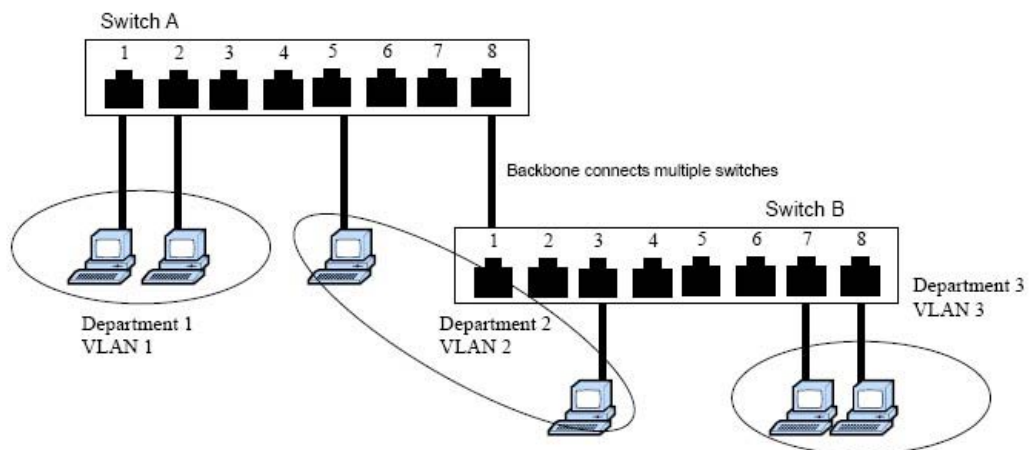 Switch A
1 2 3 4 5 6 7 8
Backbone connects multiple switches
Switch B
1 2 3 4 5 6 7 8
Department 1
VLAN 1
Department 2
VLAN 2
Department 3
VLAN 3